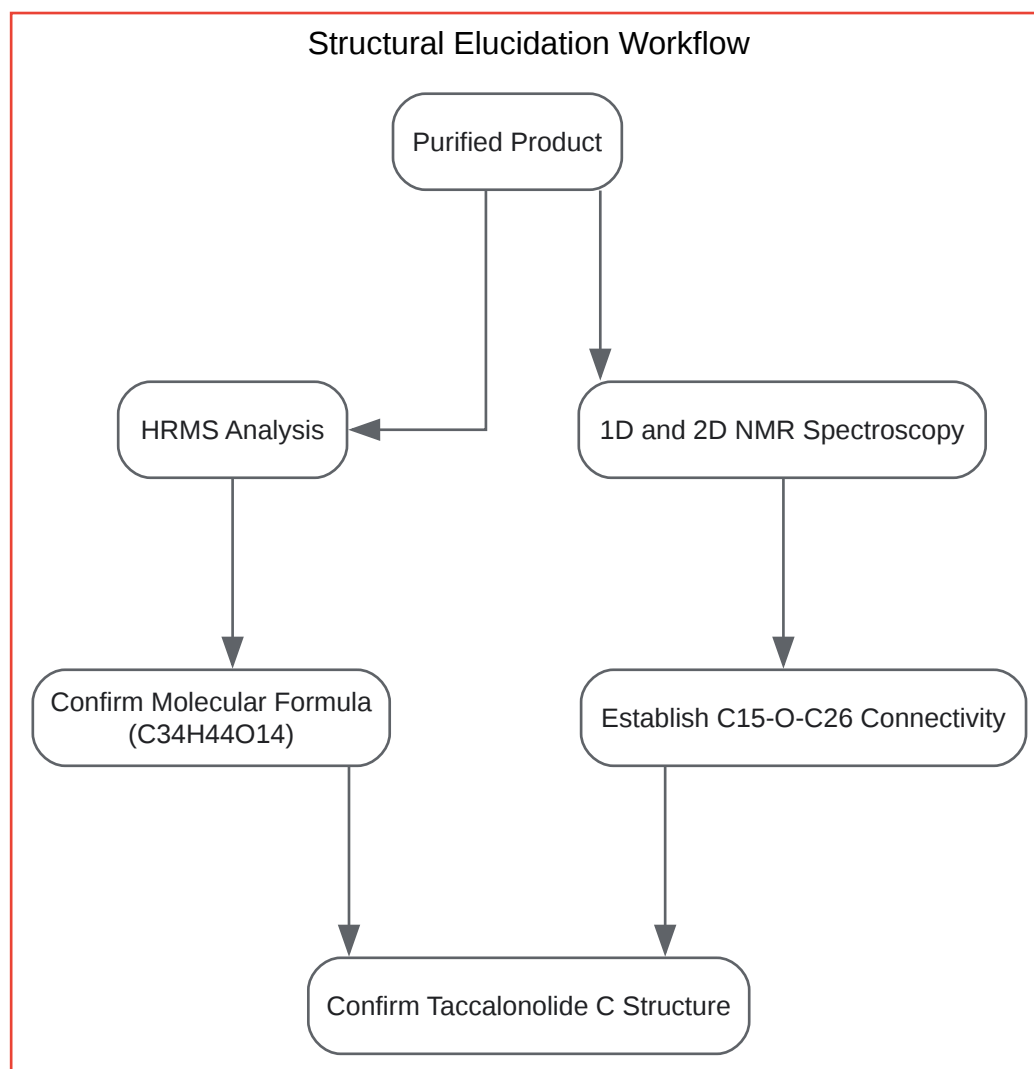 Structural Elucidation Workflow
Purified Product
HRMS Analysis
1D and 2D NMR Spectroscopy
Confirm Molecular Formula
(C34H44O14)
Establish C15-O-C26 Connectivity
Confirm Taccalonolide C Structure